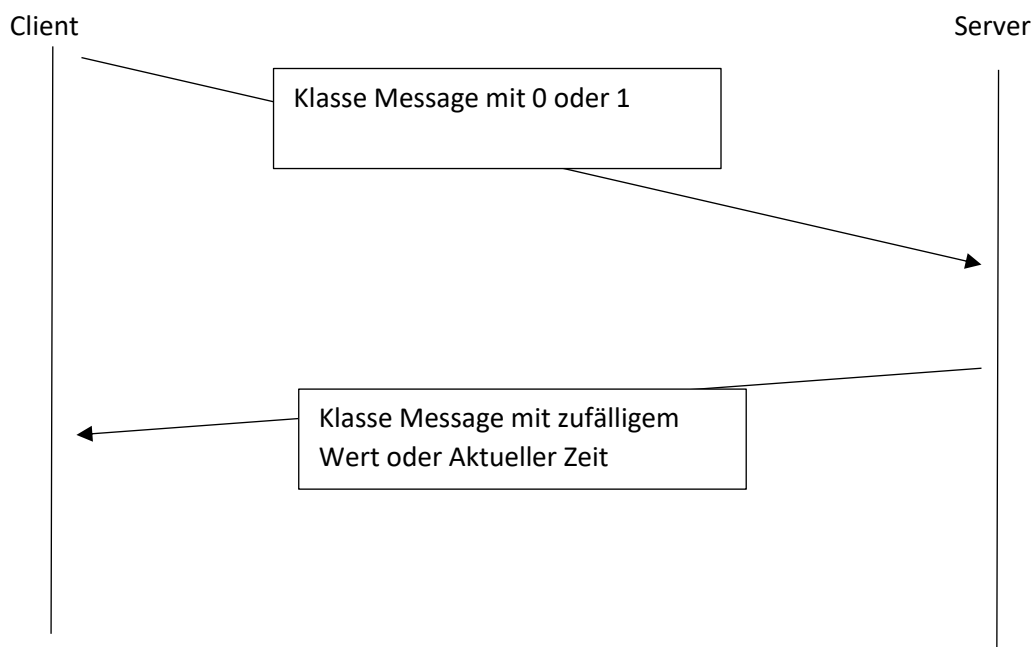 Client
Server
Klasse Message mit 0 oder 1
Klasse Message mit zufälligem
Wert oder Aktueller Zeit